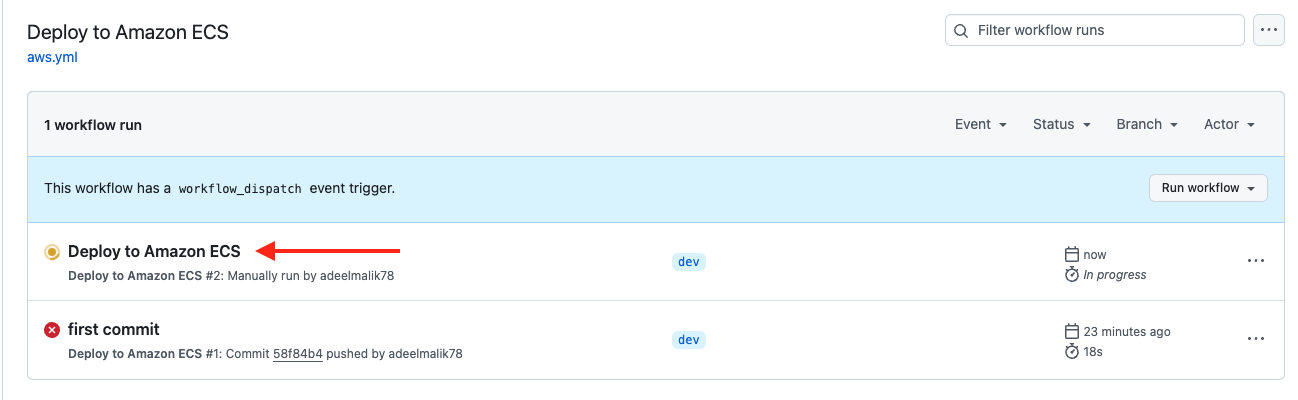 Deploy to Amazon ECS
Filter workflow runs
aws.yml
1 workflow run
Event
Status
Branch
Actor
This workflow has a workflow_dispatch event trigger.
Run workflow
Deploy to Amazon ECS
Deploy to Amazon ECS #2: Manually run by adeelmalik78
dev
now
In progress
first commit
Deploy to Amazon ECS #1: Commit 58f84b4 pushed by adeelmalik78
dev
23 minutes ago
18s